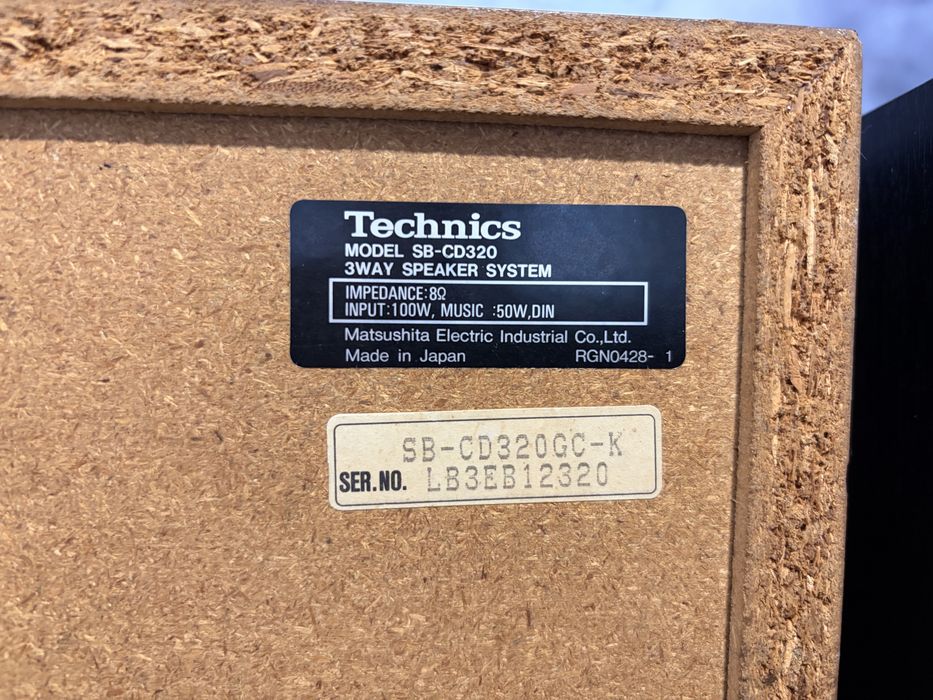 Technics
MODEL SB-CD320
3WAY SPEAKER SYSTEM
IMPEDANCE:8Ω
INPUT:100W, MUSIC :50W,DIN
Matsushita Electric Industrial Co.,Ltd.
Made in Japan RGN0428- 1
SB-CD320GC-K
SER.NO. LB3EB12320